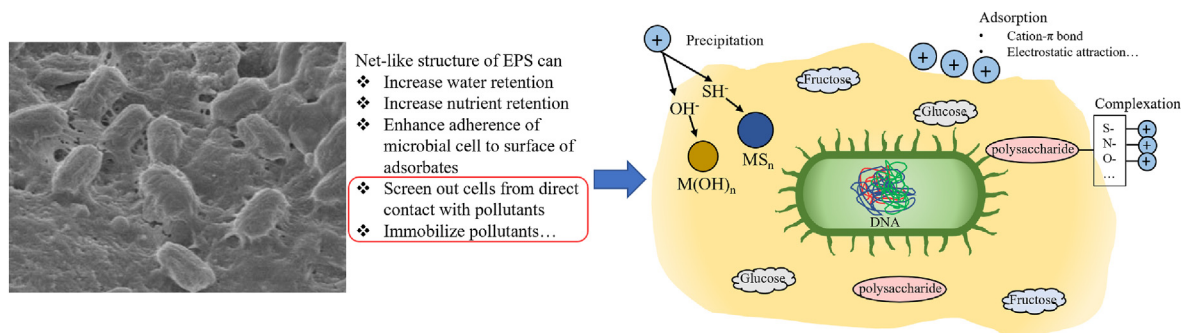 Net-like structure of EPS can
❖ Increase water retention
❖ Increase nutrient retention
❖ Enhance adherence of
microbial cell to surface of
adsorbates
❖ Screen out cells from direct
contact with pollutants
❖ Immobilize pollutants…
+
Precipitation
SH-
OH-
MSn
M(OH)n
Adsorption
• Cation-π bond
• Electrostatic attraction…
+ + +
Fructose
Glucose
polysaccharide
Complexation
S- +
N- +
O- +
…
DNA
Glucose
polysaccharide
Fructose